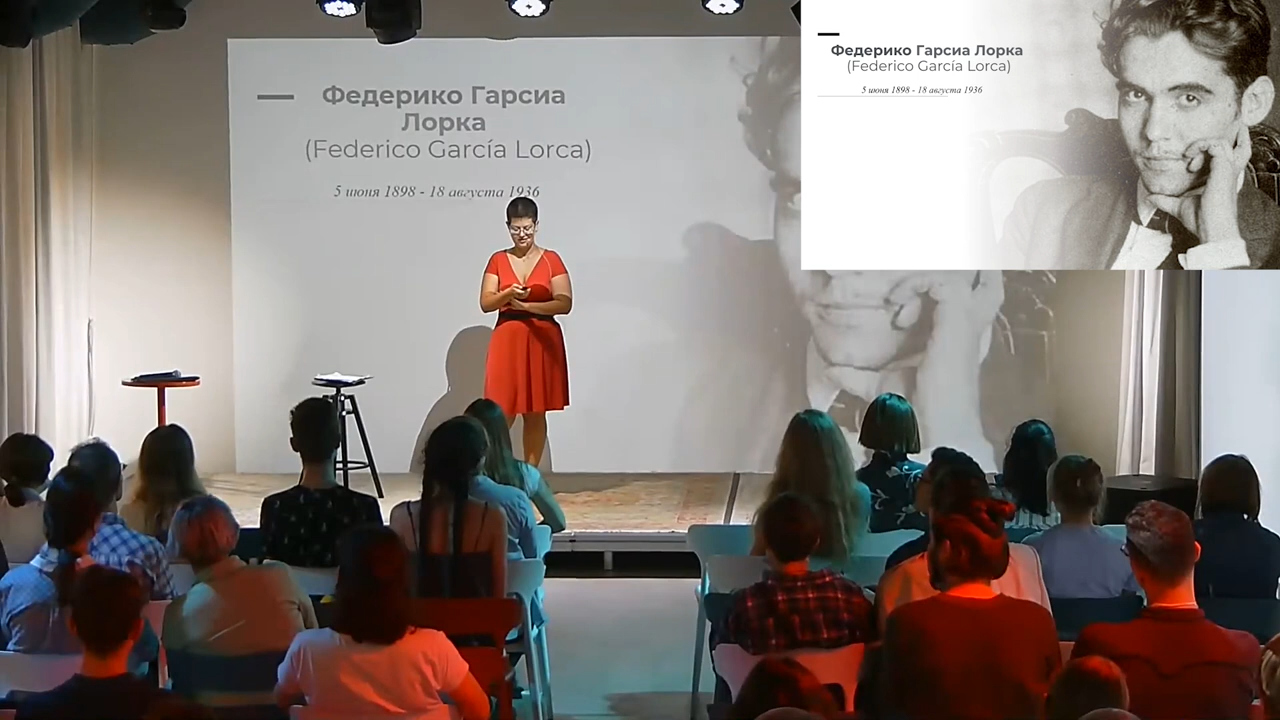 Федерико Гарсиа
Лорка
(Federico García Lorca)
5 июня 1898 - 18 августа 1936
Федерико Гарсиа Лорка
(Federico García Lorca)
5 июня 1898 - 18 августа 1936